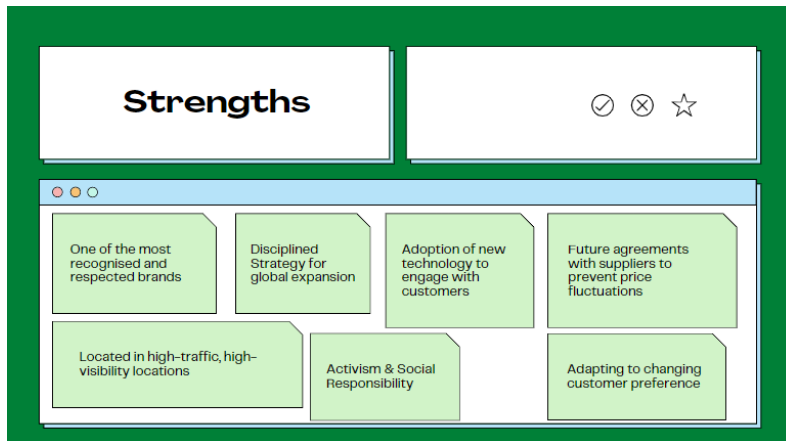 Strengths
One of the most
recognised and
respected brands
Disciplined
Strategy for
global expansion
Adoption of new
technology to
engage with
customers
Future agreements
with suppliers to
prevent price
fluctuations
Located in high-traffic, high-
visibility locations
Activism & Social
Responsibility
Adapting to changing
customer preference